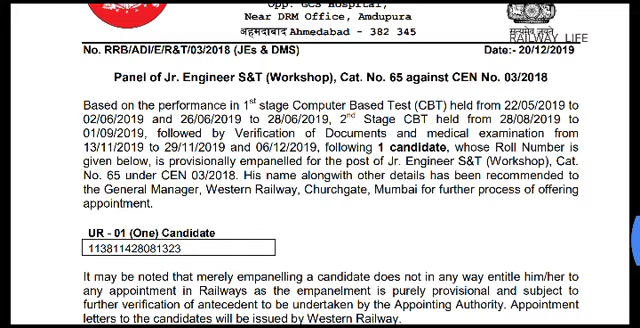 Opp. GCS Hospital,
Near DRM Office, Amdupura
अहमदाबाद Ahmedabad - 382 345
सत्यमेव जयते
RAILWAY LIFE
No. RRB/ADI/E/R&T/03/2018 (JEs & DMS) Date:- 20/12/2019
Panel of Jr. Engineer S&T (Workshop), Cat. No. 65 against CEN No. 03/2018
Based on the performance in 1st stage Computer Based Test (CBT) held from 22/05/2019 to
02/06/2019 and 26/06/2019 to 28/06/2019, 2nd Stage CBT held from 28/08/2019 to
01/09/2019, followed by Verification of Documents and medical examination from
13/11/2019 to 29/11/2019 and 06/12/2019, following 1 candidate, whose Roll Number is
given below, is provisionally empanelled for the post of Jr. Engineer S&T (Workshop), Cat.
No. 65 under CEN 03/2018. His name alongwith other details has been recommended to
the General Manager, Western Railway, Churchgate, Mumbai for further process of offering
appointment.
UR - 01 (One) Candidate
113811428081323
It may be noted that merely empanelling a candidate does not in any way entitle him/her to
any appointment in Railways as the empanelment is purely provisional and subject to
further verification of antecedent to be undertaken by the Appointing Authority. Appointment
letters to the candidates will be issued by Western Railway.